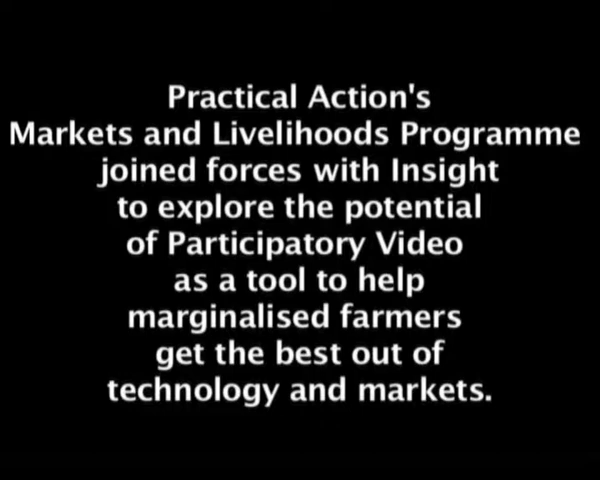 Practical Action's
Markets and Livelihoods Programme
joined forces with Insight
to explore the potential
of Participatory Video
as a tool to help
marginalised farmers
get the best out of
technology and markets.